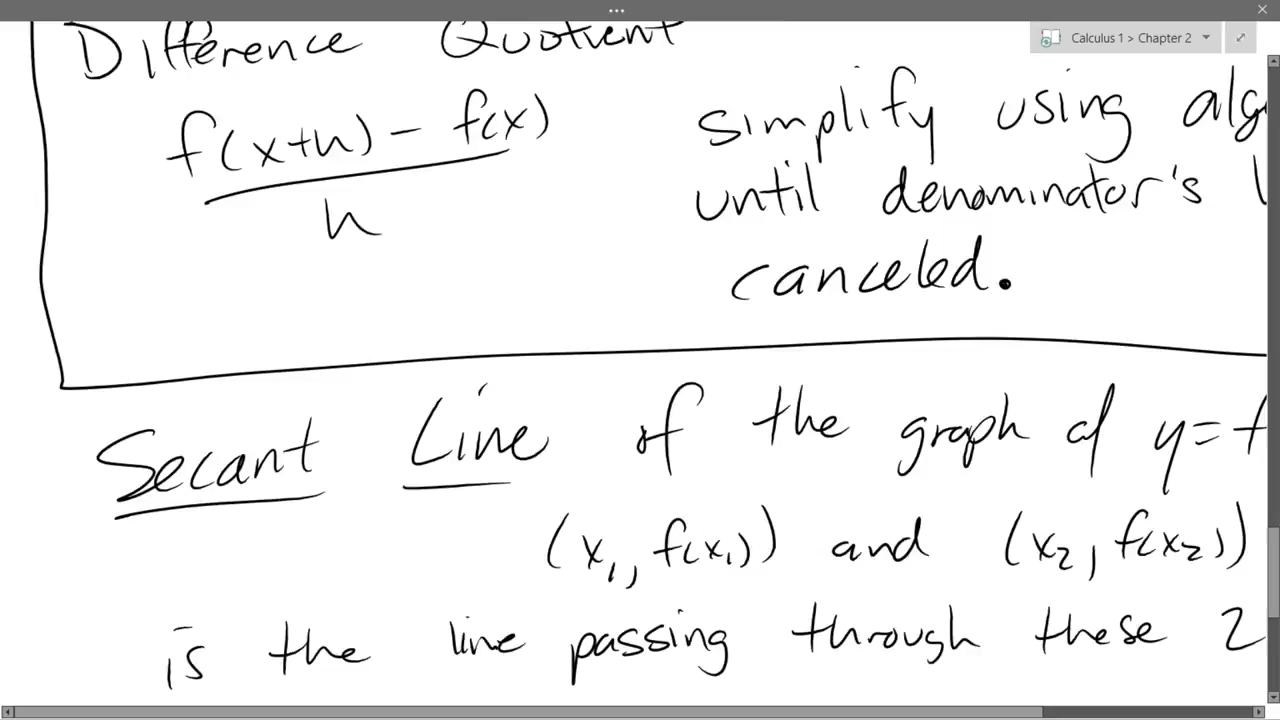 Calculus 1 > Chapter 2
Difference Quotient
f(x+h) - f(x)
h
simplify using
until denominator's
canceled.
Secant Line of the graph of y=
(x₁, f(x₁)) and (x₂, f(x₂))
is the line passing through these 2